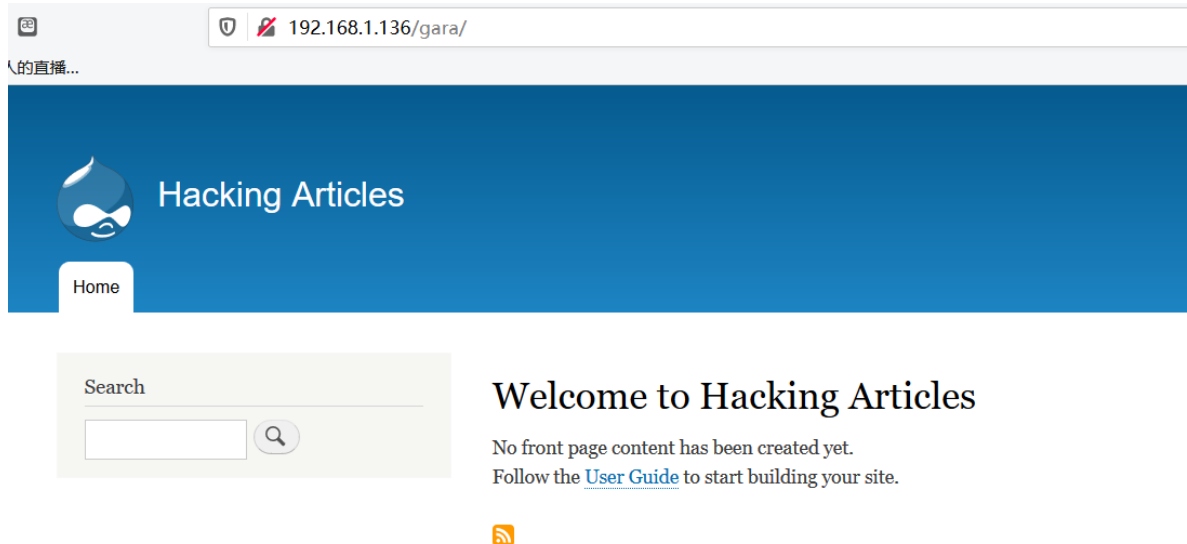 192.168.1.136/gara/
人的直播...
Hacking Articles
Home
Search
Welcome to Hacking Articles
No front page content has been created yet.
Follow the User Guide to start building your site.